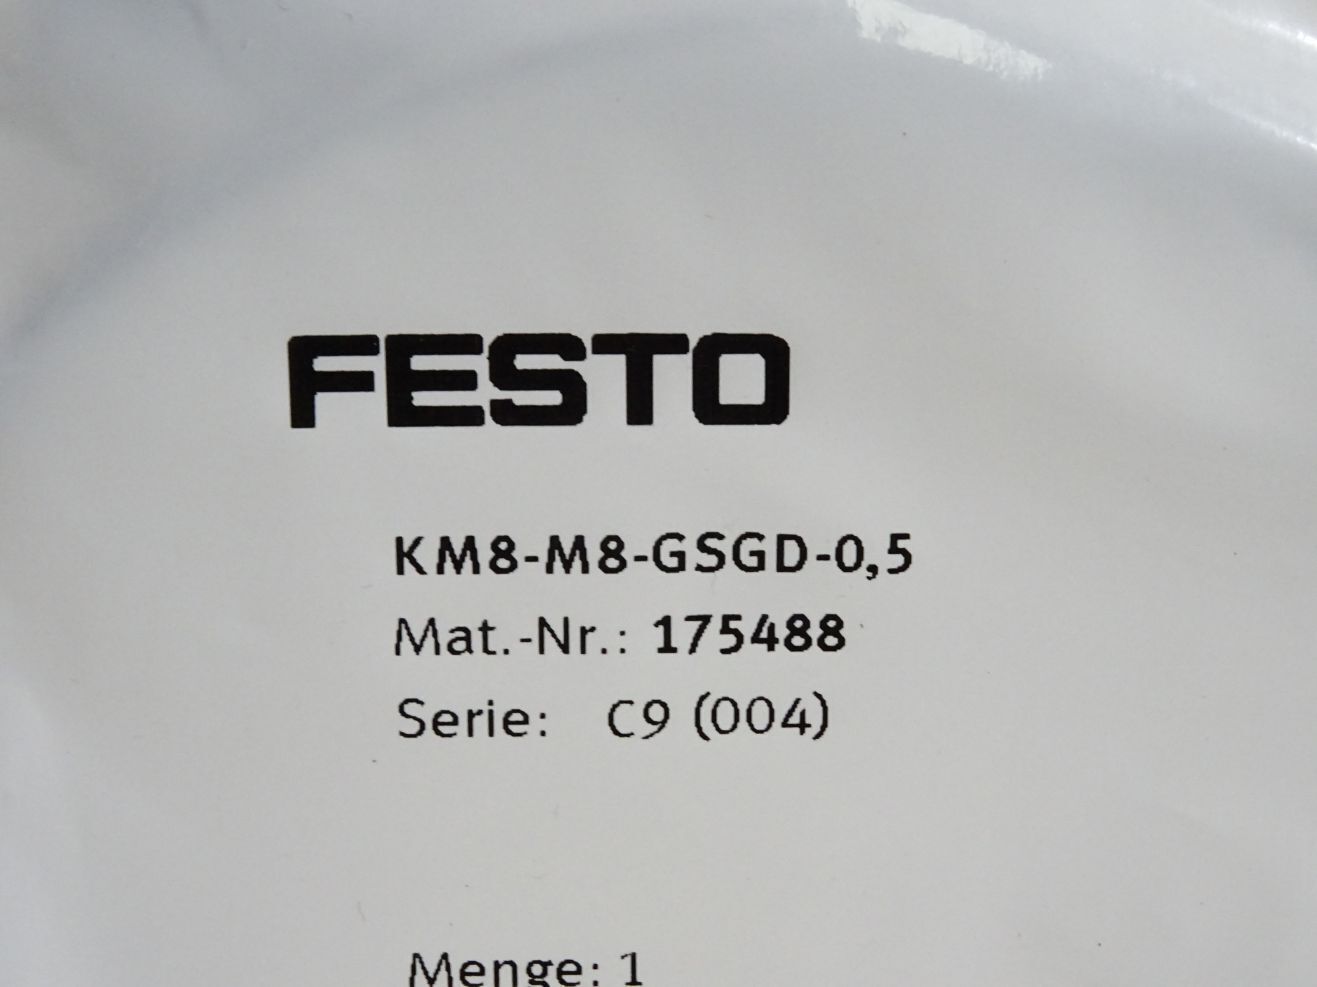 FESTO
KM8-M8-GSGD-0,5
Mat.-Nr.: 175488
Serie: C9 (004)
Menge: 1